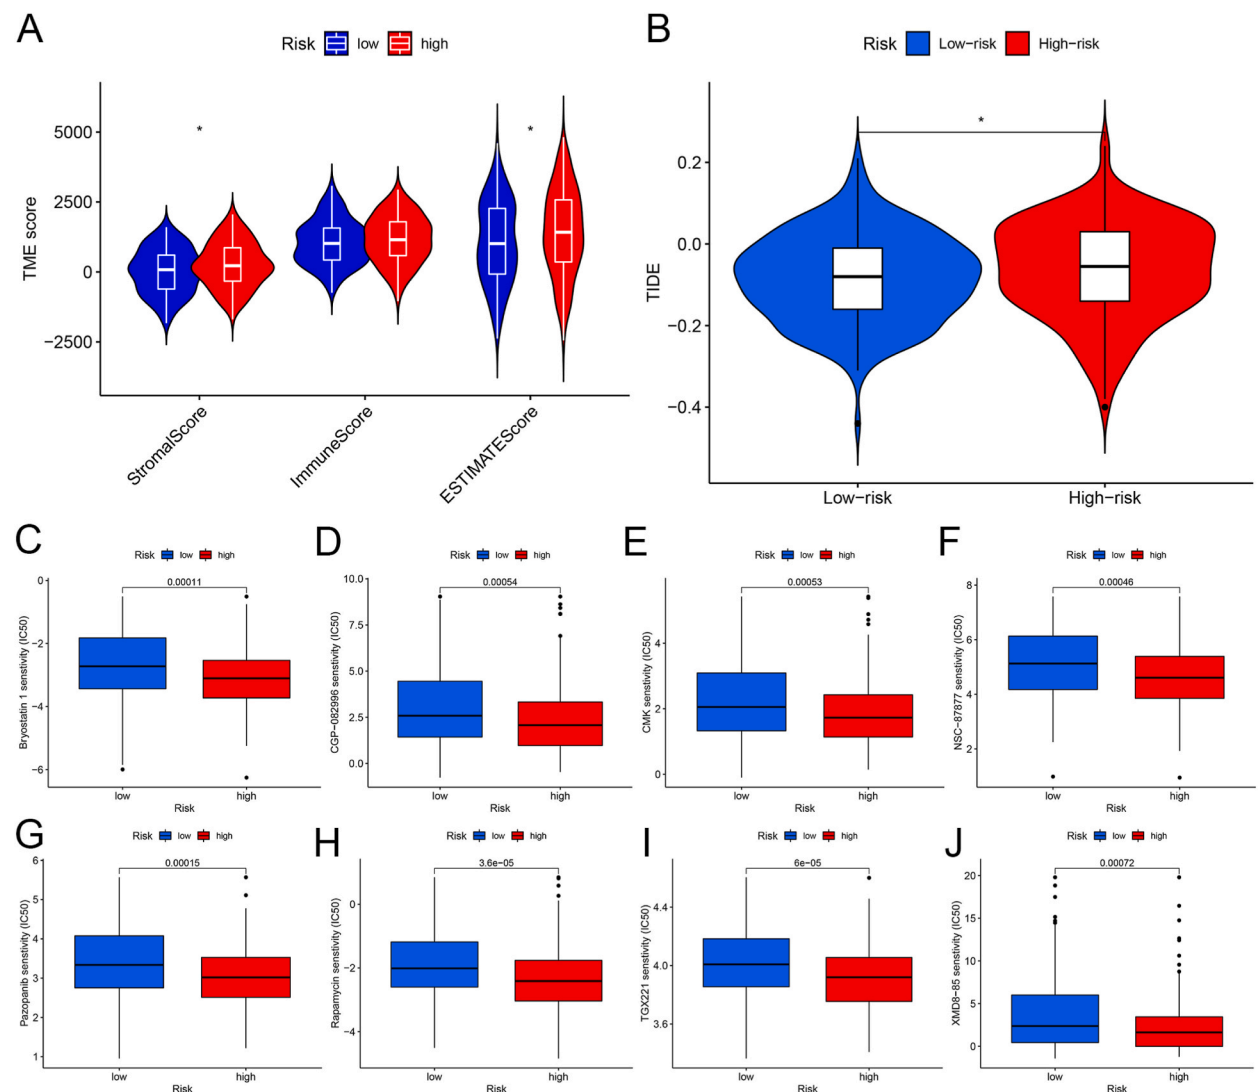 A
Risk low high
TME score
5000
2500
0
−2500
* *
StromalScore
ImmuneScore
ESTIMATEScore
B
Risk Low−risk High−risk
TIDE
0.2
0.0
−0.2
−0.4
*
Low−risk High−risk
C
Risk low high
Bryostatin 1 senstivity (IC50)
0
−2
−4
−6
0.00011
low high
Risk
D
Risk low high
CGP−082996 senstivity (IC50)
10.0
7.5
5.0
2.5
0.0
0.00054
low high
Risk
E
Risk low high
CMK senstivity (IC50)
4
2
0
0.00053
low high
Risk
F
Risk low high
NSC−87877 senstivity (IC50)
8
6
4
2
0.00046
low high
Risk
G
Risk low high
Pazopanib senstivity (IC50)
6
5
4
3
2
1
0.00015
low high
Risk
H
Risk low high
Rapamycin senstivity (IC50)
0
−2
−4
3.6e−05
low high
Risk
I
Risk low high
TGX221 senstivity (IC50)
4.4
4.0
3.6
6e−05
low high
Risk
J
Risk low high
XMD8−85 senstivity (IC50)
20
15
10
5
0
0.00072
low high
Risk